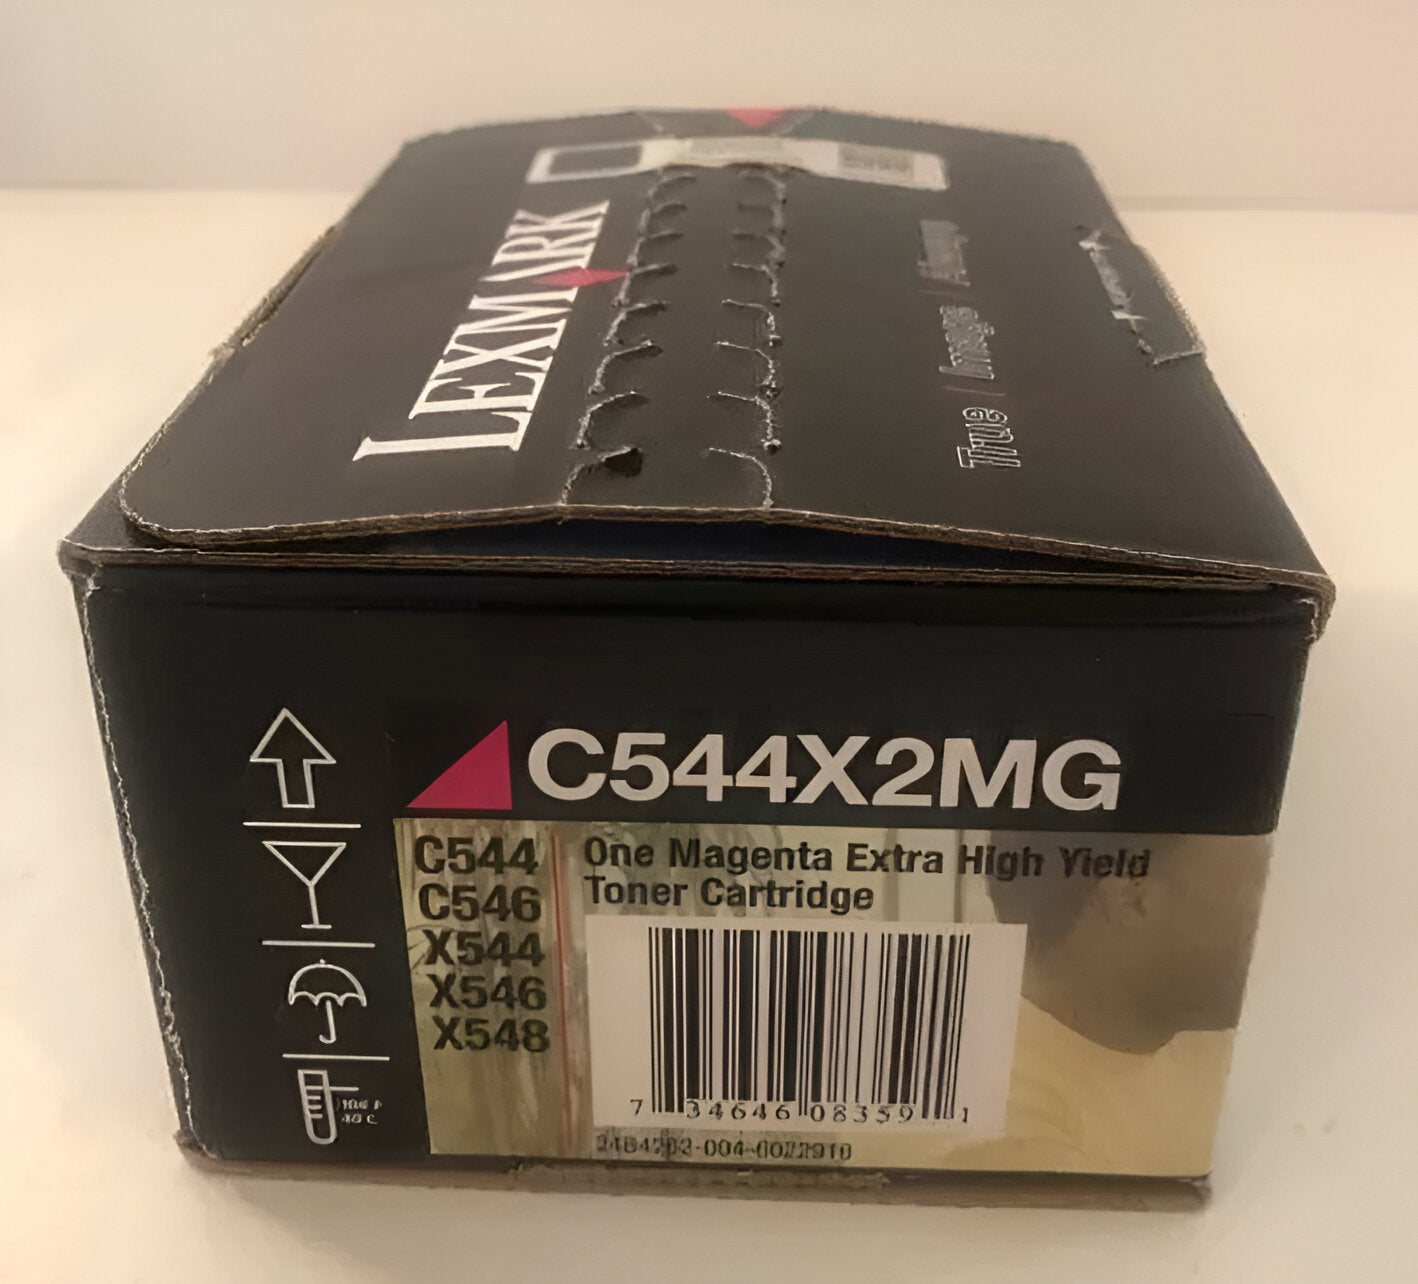 LEXMARK
True | Image
C544X2MG
C544
C546
X544
X546
X548
One Magenta Extra High Yield
Toner Cartridge
7 34646 08359 1